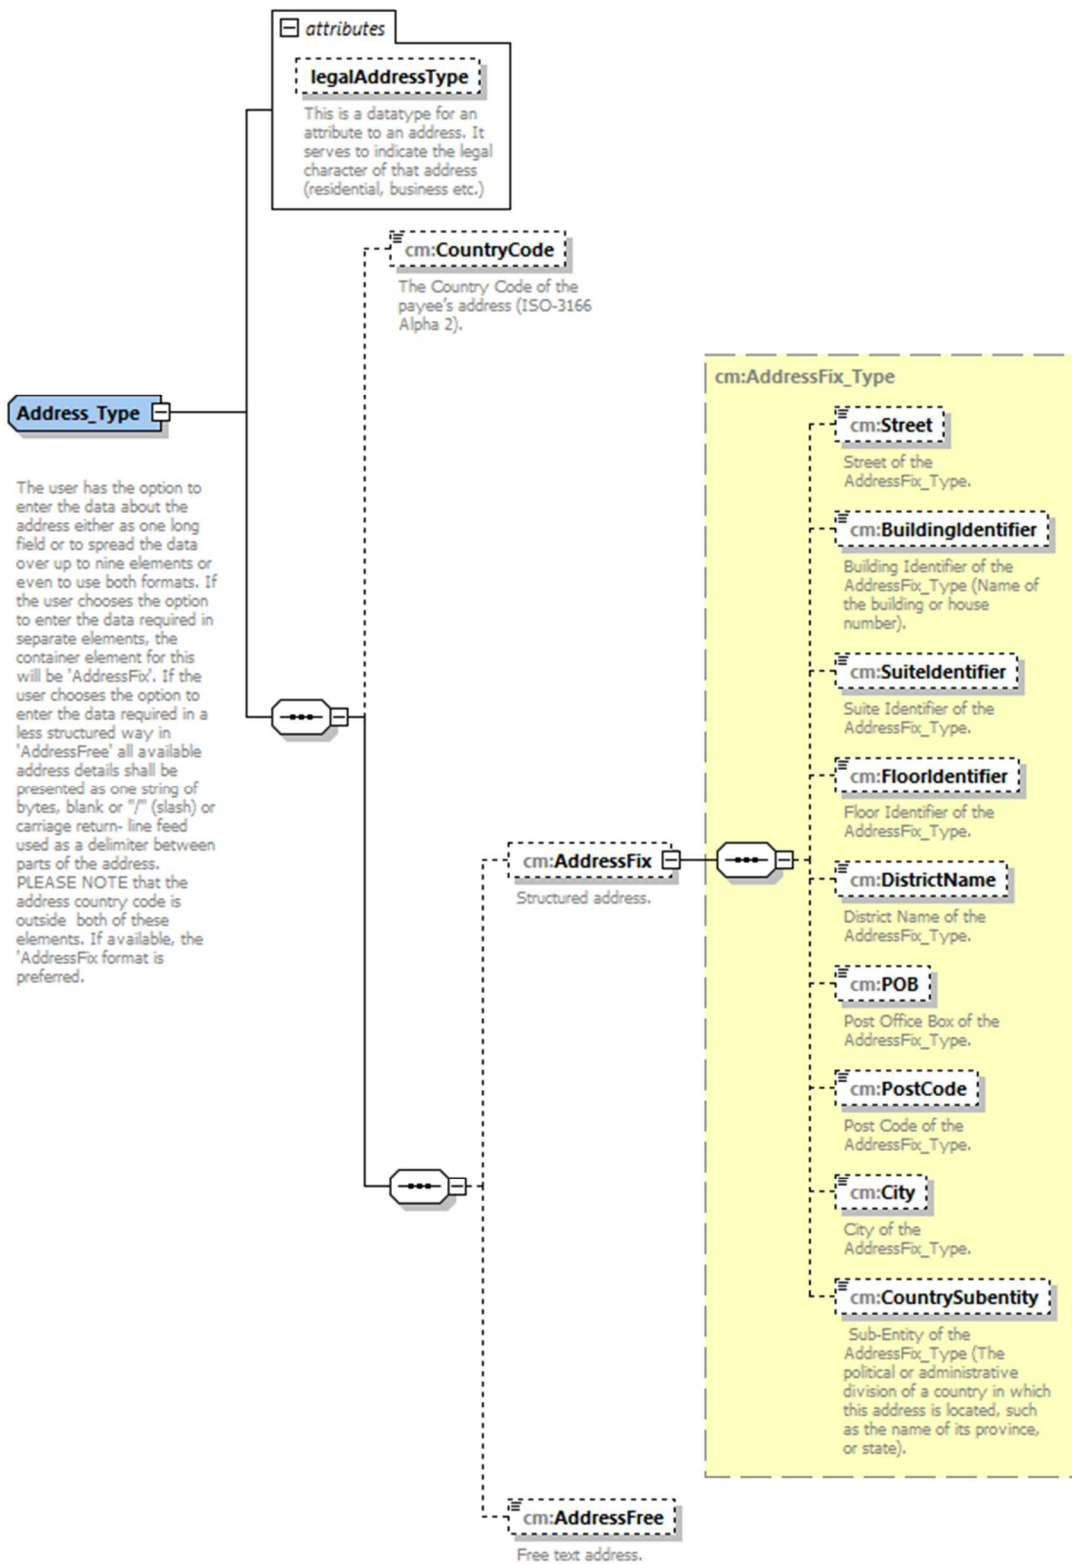 attributes
legalAddressType
This is a datatype for an
attribute to an address. It
serves to indicate the legal
character of that address
(residential, business etc.)
cm:CountryCode
The Country Code of the
payee's address (ISO-3166
Alpha 2).
Address_Type
The user has the option to
enter the data about the
address either as one long
field or to spread the data
over up to nine elements or
even to use both formats. If
the user chooses the option
to enter the data required in
separate elements, the
container element for this
will be 'AddressFix'. If the
user chooses the option to
enter the data required in a
less structured way in
'AddressFree' all available
address details shall be
presented as one string of
bytes, blank or "/" (slash) or
carriage return- line feed
used as a delimiter between
parts of the address.
PLEASE NOTE that the
address country code is
outside  both of these
elements. If available, the
'AddressFix format is
preferred.
cm:AddressFix
Structured address.
cm:AddressFix_Type
cm:Street
Street of the
AddressFix_Type.
cm:BuildingIdentifier
Building Identifier of the
AddressFix_Type (Name of
the building or house
number).
cm:SuiteIdentifier
Suite Identifier of the
AddressFix_Type.
cm:FloorIdentifier
Floor Identifier of the
AddressFix_Type.
cm:DistrictName
District Name of the
AddressFix_Type.
cm:POB
Post Office Box of the
AddressFix_Type.
cm:PostCode
Post Code of the
AddressFix_Type.
cm:City
City of the
AddressFix_Type.
cm:CountrySubentity
Sub-Entity of the
AddressFix_Type (The
political or administrative
division of a country in which
this address is located, such
as the name of its province,
or state).
cm:AddressFree
Free text address.